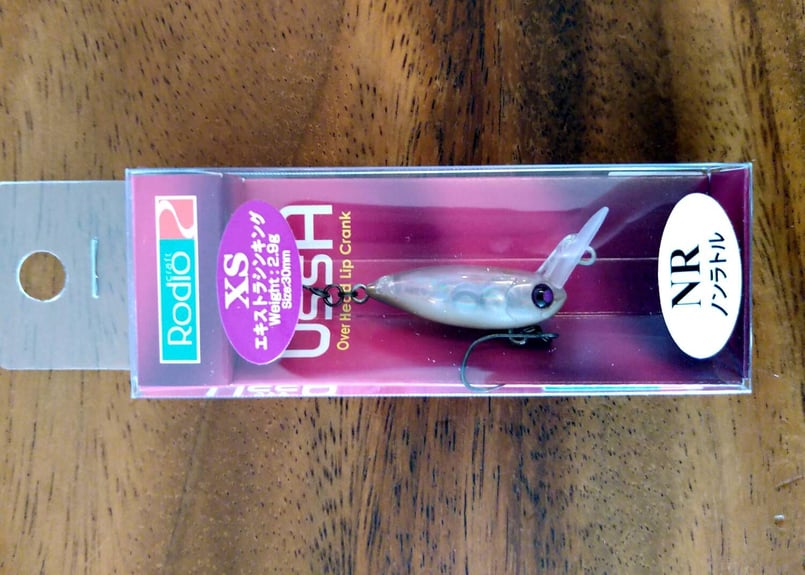 Rodio
craft
XS
エキストラシンキング
Weight:2.9g
Size:30mm
USSA
Over Head Lip Crank
NR
ノンラトル